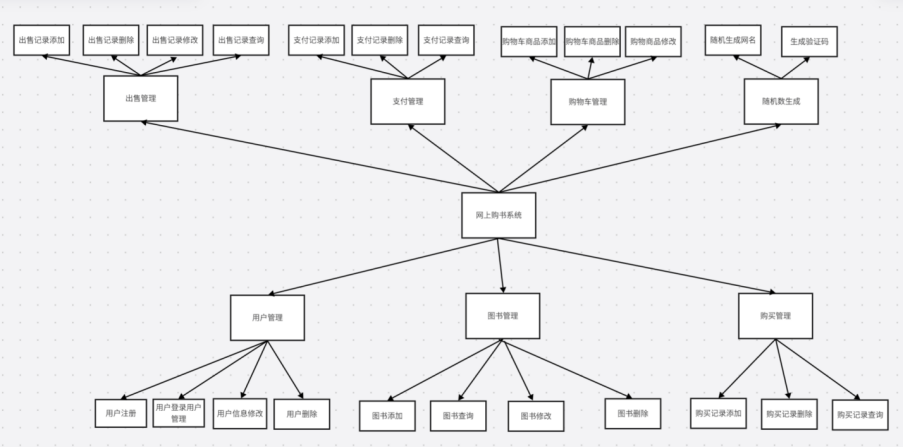 出售记录添加
出售记录删除
出售记录修改
出售记录查询
支付记录添加
支付记录删除
支付记录查询
购物车商品添加
购物车商品删除
购物商品修改
随机生成网名
生成验证码
出售管理
支付管理
购物车管理
随机数生成
网上购书系统
用户管理
图书管理
购买管理
用户注册
用户登录用户
管理
用户信息修改
用户删除
图书添加
图书查询
图书修改
图书删除
购买记录添加
购买记录删除
购买记录查询